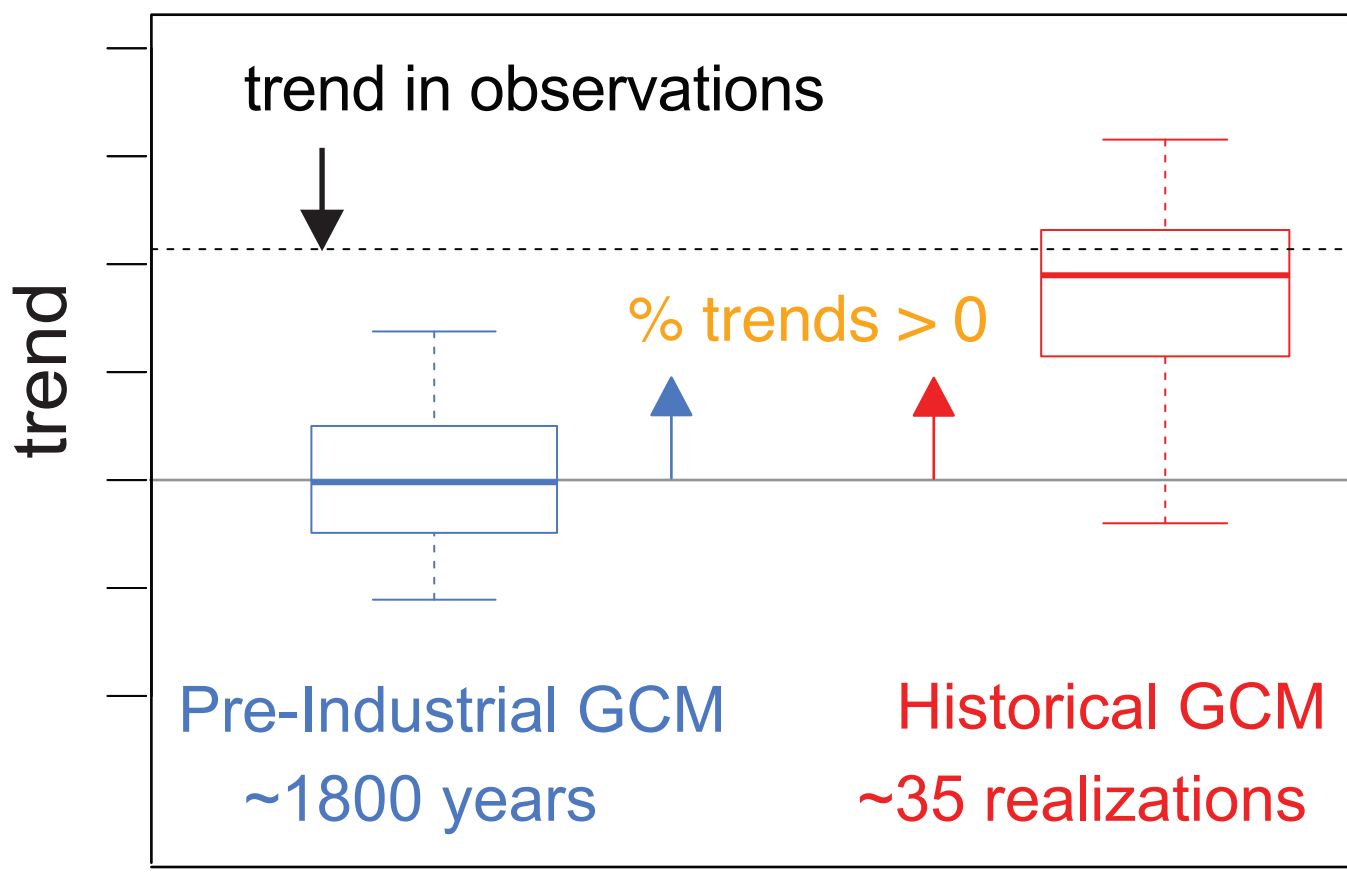 trend in observations
trend
% trends > 0
Pre-Industrial GCM
~1800 years
Historical GCM
~35 realizations